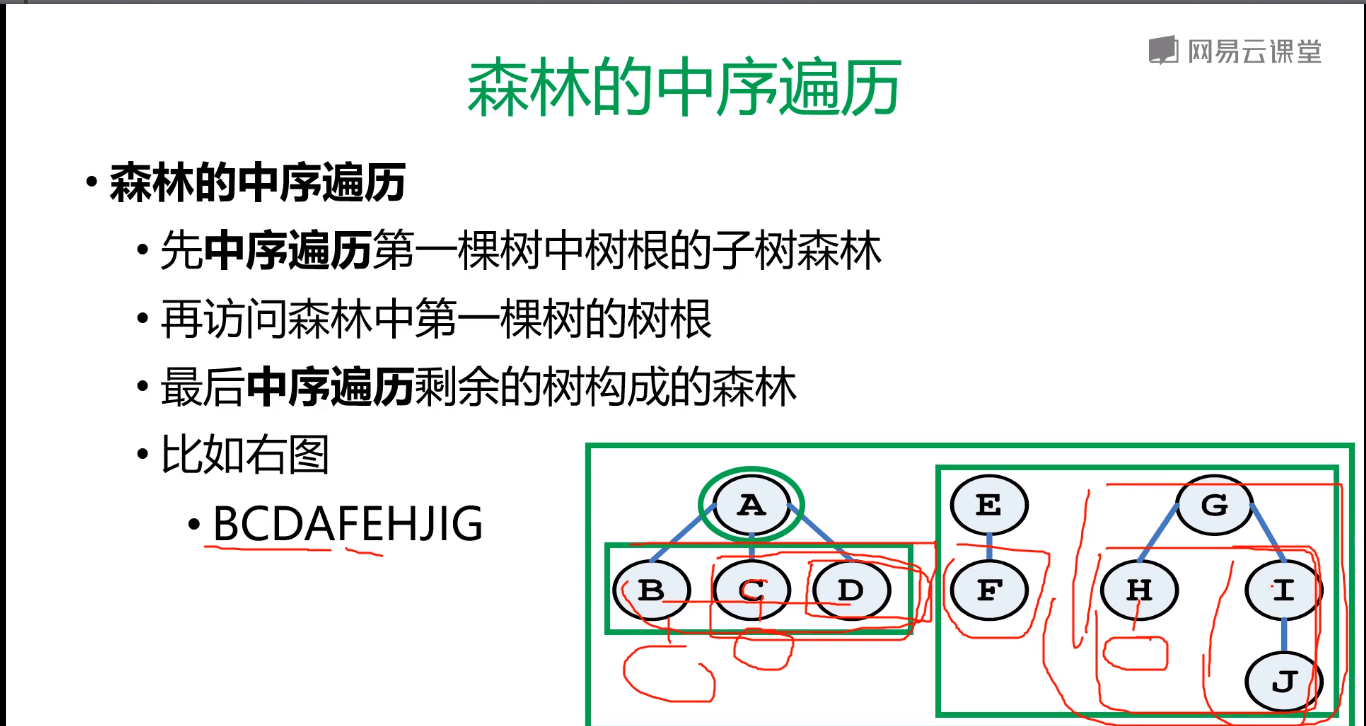 网易云课堂
森林的中序遍历
• 森林的中序遍历
• 先中序遍历第一棵树中树根的子树森林
• 再访问森林中第一棵树的树根
• 最后中序遍历剩余的树构成的森林
• 比如右图
• BCDAFEHJIG
A E G
B C D F H I
J